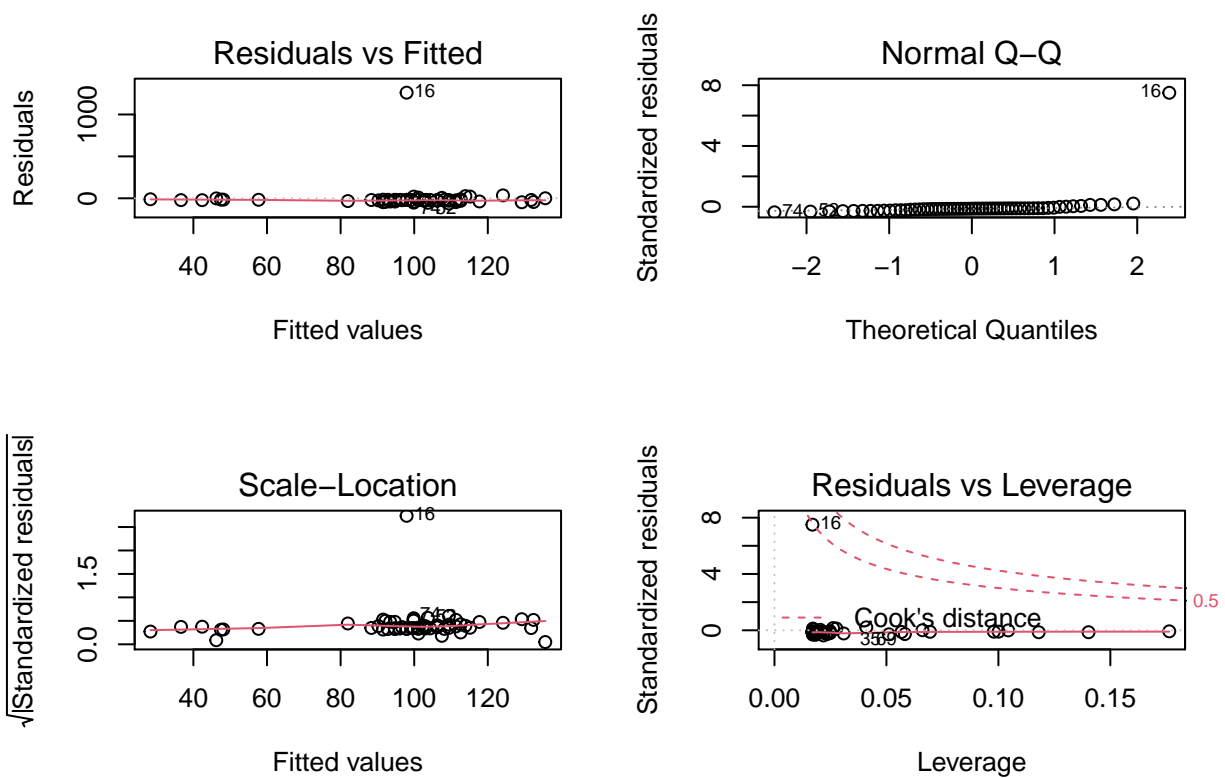 Residuals vs Fitted
Residuals
0
1000
16
74
52
40 60 80 100 120
Fitted values
Normal Q−Q
Standardized residuals
0
4
8
16
74
52
−2 −1 0 1 2
Theoretical Quantiles
Scale−Location
√|Standardized residuals|
0.0
1.5
16
74
40 60 80 100 120
Fitted values
Residuals vs Leverage
Standardized residuals
0
4
8
16
0.5
Cook's distance
0.00 0.05 0.10 0.15
Leverage